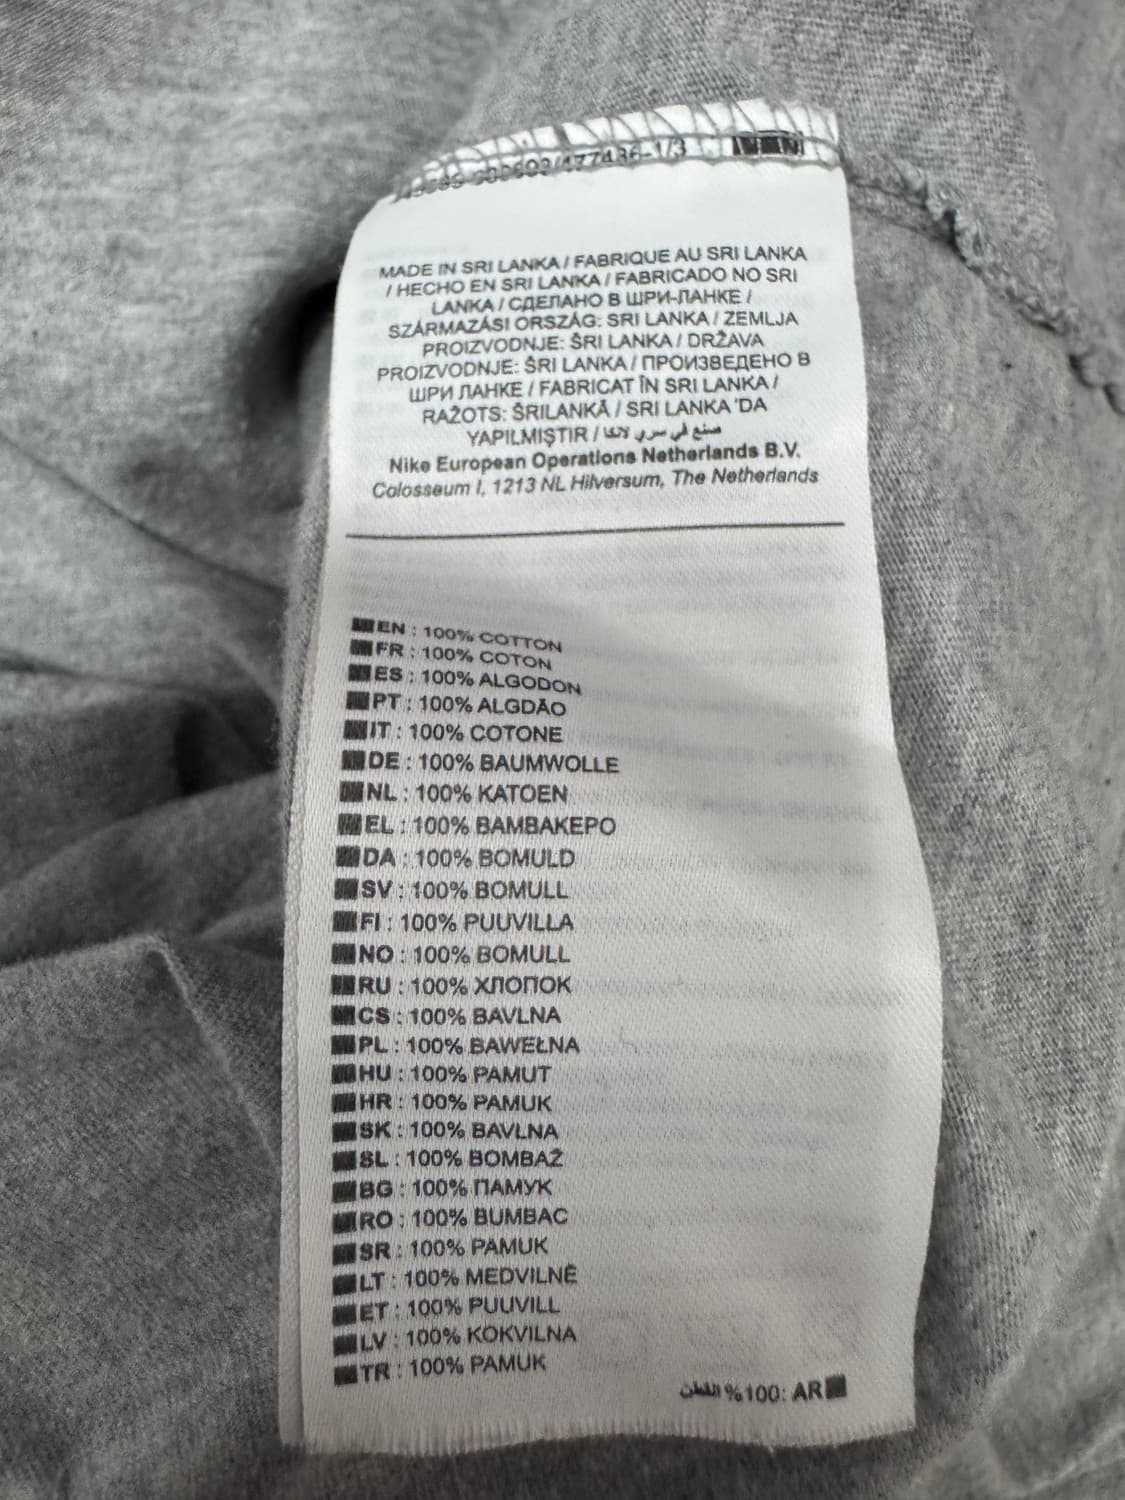 MADE IN SRI LANKA / FABRIQUE AU SRI LANKA
/ HECHO EN SRI LANKA / FABRICADO NO SRI
LANKA / СДЕЛАНО В ШРИ-ЛАНКЕ /
SZÁRMAZÁSI ORSZÁG: SRI LANKA / ZEMLJA
PROIZVODNJE: ŠRI LANKA / DRŽAVA
PROIZVODNJE: ŠRI LANKA / ПРОИЗВЕДЕНО В
ШРИ ЛАНКЕ / FABRICAT ÎN SRI LANKA /
RAŽOTS: ŠRILANKĀ / SRI LANKA 'DA
YAPILMIŞTIR / صنع في سري لانكا
Nike European Operations Netherlands B.V.
Colosseum I, 1213 NL Hilversum, The Netherlands
EN : 100% COTTON
FR : 100% COTON
ES : 100% ALGODON
PT : 100% ALGDÃO
IT : 100% COTONE
DE : 100% BAUMWOLLE
NL : 100% KATOEN
EL : 100% BAMBAKEPO
DA : 100% BOMULD
SV : 100% BOMULL
FI : 100% PUUVILLA
NO : 100% BOMULL
RU : 100% ХЛОПОК
CS : 100% BAVLNA
PL : 100% BAWEŁNA
HU : 100% PAMUT
HR : 100% PAMUK
SK : 100% BAVLNA
SL : 100% BOMBAŽ
BG : 100% ПАМУК
RO : 100% BUMBAC
SR : 100% PAMUK
LT : 100% MEDVILNĖ
ET : 100% PUUVILL
LV : 100% KOKVILNA
TR : 100% PAMUK
AR :100% القطن